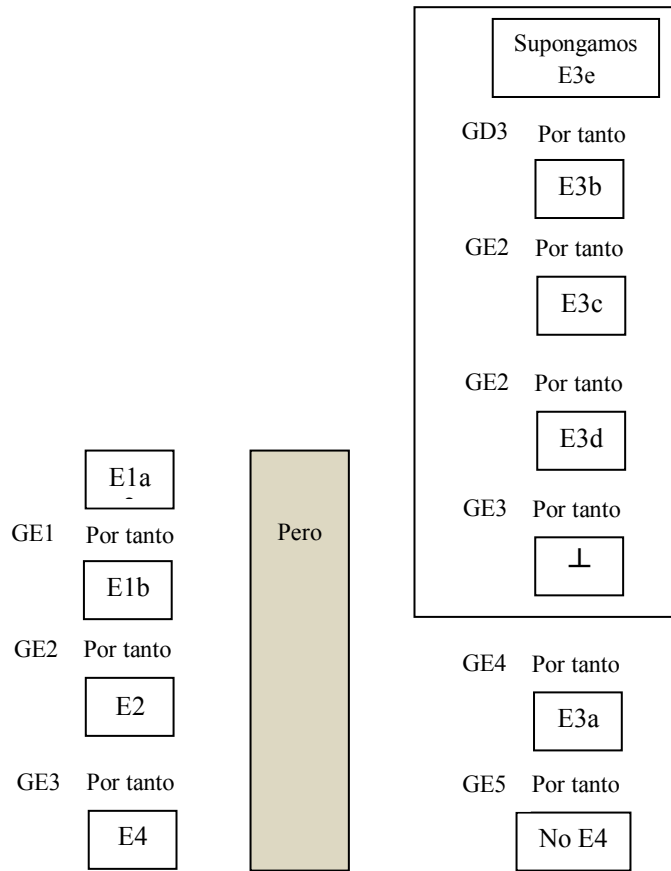 Supongamos
E3e
GD3 Por tanto
E3b
GE2 Por tanto
E3c
GE2 Por tanto
E3d
GE3 Por tanto
⊥
GE4 Por tanto
E3a
GE5 Por tanto
No E4
Pero
E1a
GE1 Por tanto
E1b
GE2 Por tanto
E2
GE3 Por tanto
E4